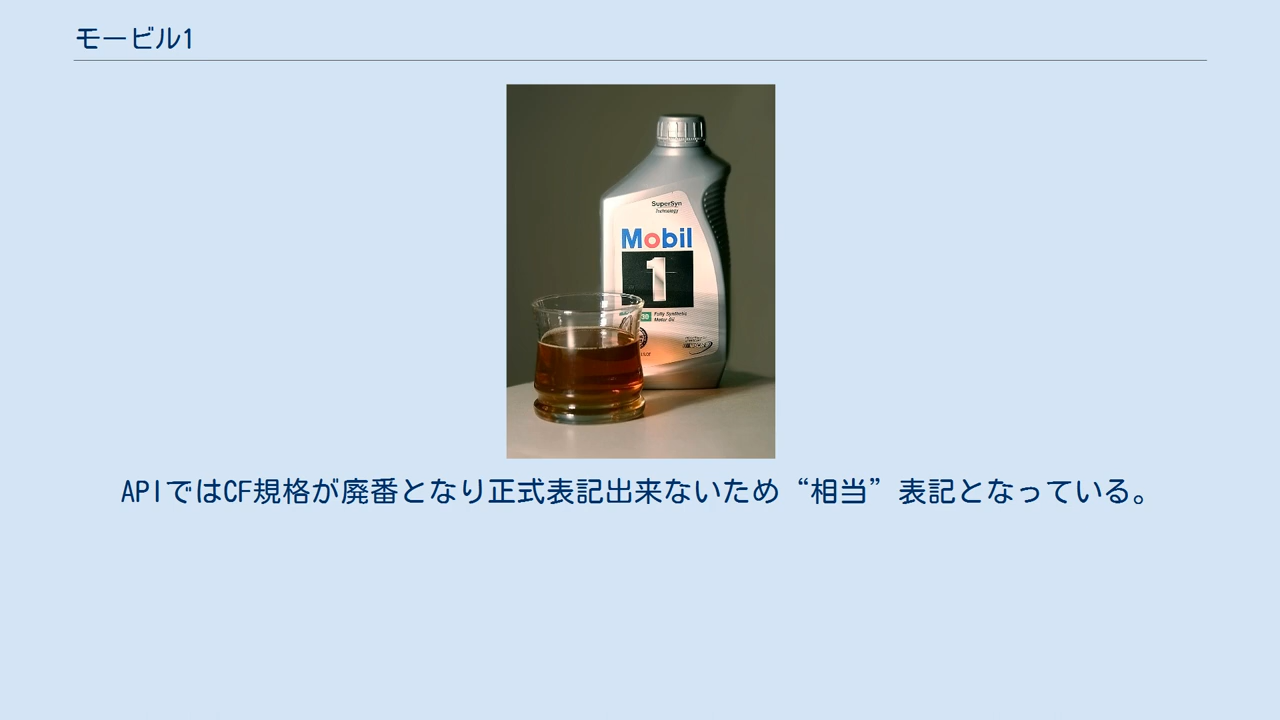 モービル1
SuperSyn
Technology
Mobil
1
30 Fully Synthetic
Motor Oil
APIではCF規格が廃番となり正式表記出来ないため“相当”表記となっている。